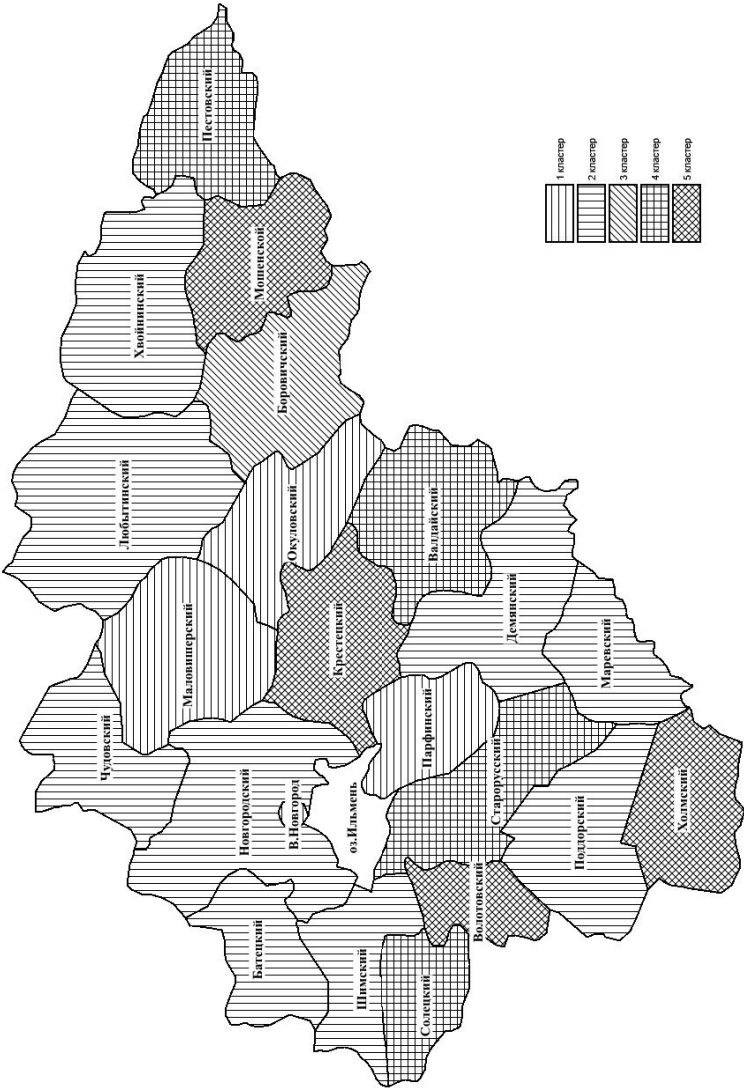 Пестовский
Хвойнинский
Мошенской
Боровичский
Любытинский
Окуловский
Валдайский
Маловишерский
Крестецкий
Демянский
Маревский
Чудовский
Парфинский
Новгородский
В.Новгород
оз.Ильмень
Старорусский
Поддорский
Холмский
Волотовский
Батецкий
Шимский
Солецкий
1 кластер
2 кластер
3 кластер
4 кластер
5 кластер